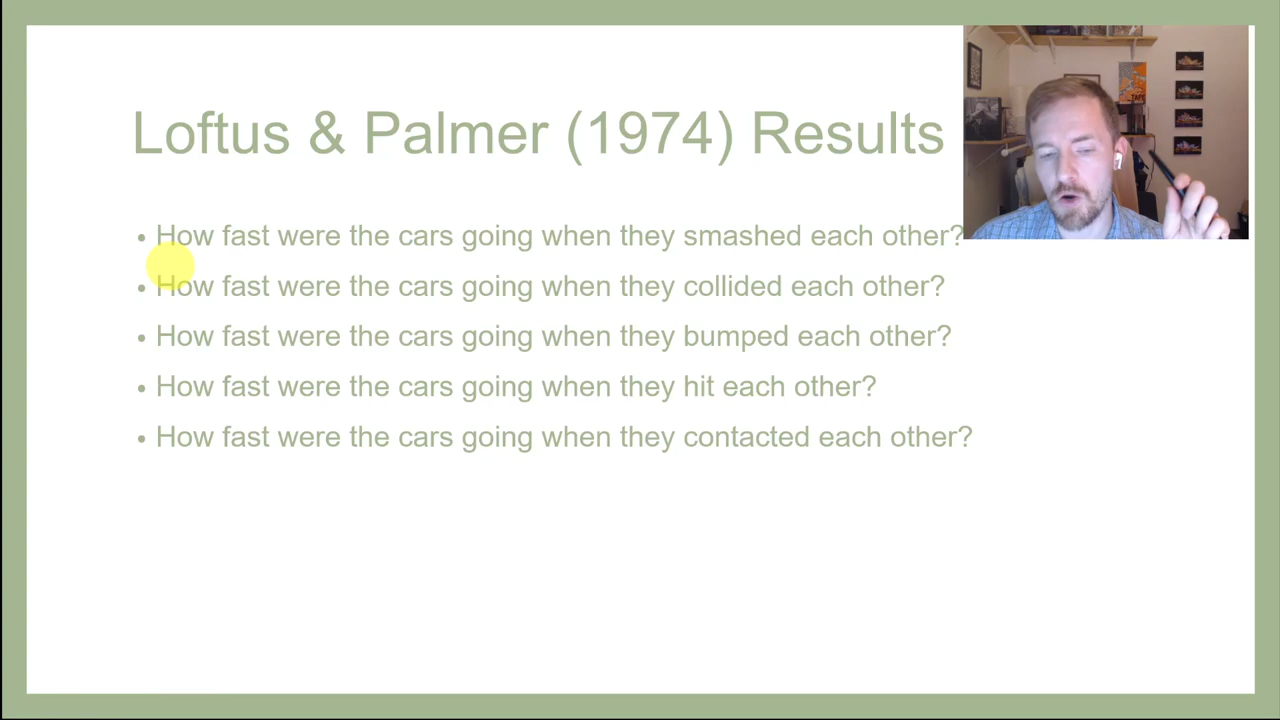 Loftus & Palmer (1974) Results
• How fast were the cars going when they smashed each other?
• How fast were the cars going when they collided each other?
• How fast were the cars going when they bumped each other?
• How fast were the cars going when they hit each other?
• How fast were the cars going when they contacted each other?